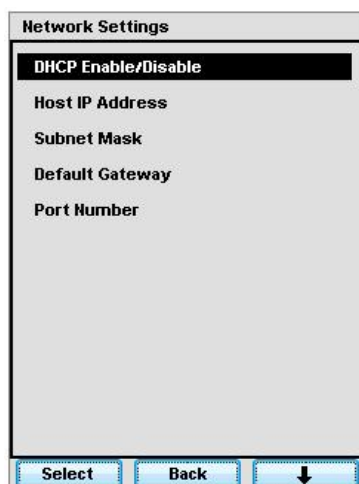 Network Settings
DHCP Enable/Disable
Host IP Address
Subnet Mask
Default Gateway
Port Number
Select Back ↓